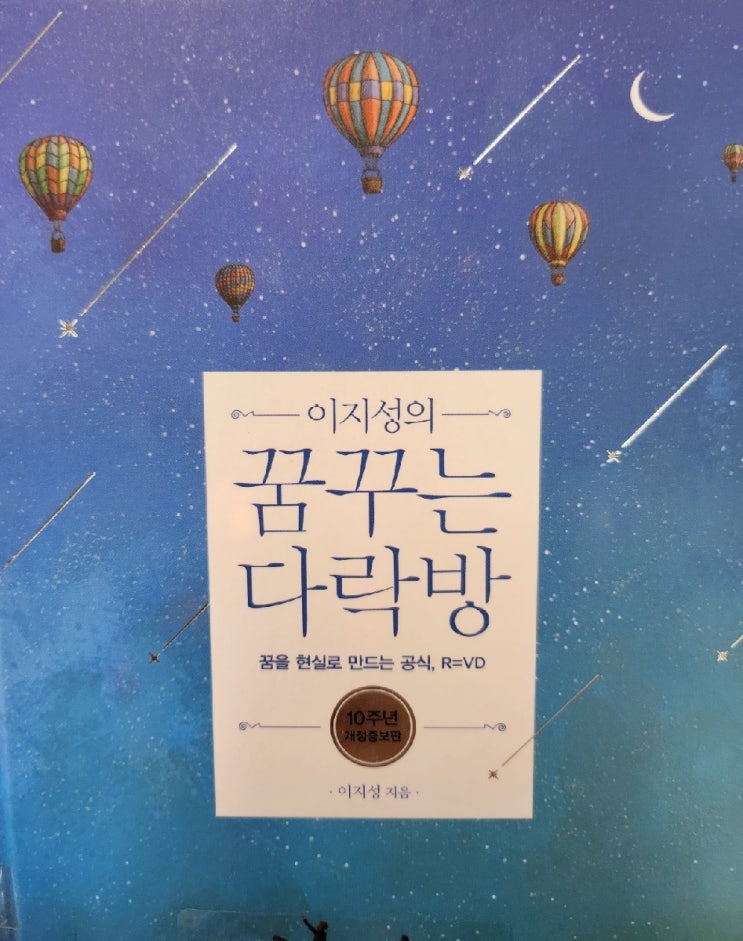 이지성의
꿈꾸는
다락방
꿈을 현실로 만드는 공식, R=VD
10주년
개정증보판
· 이지성 지음 ·